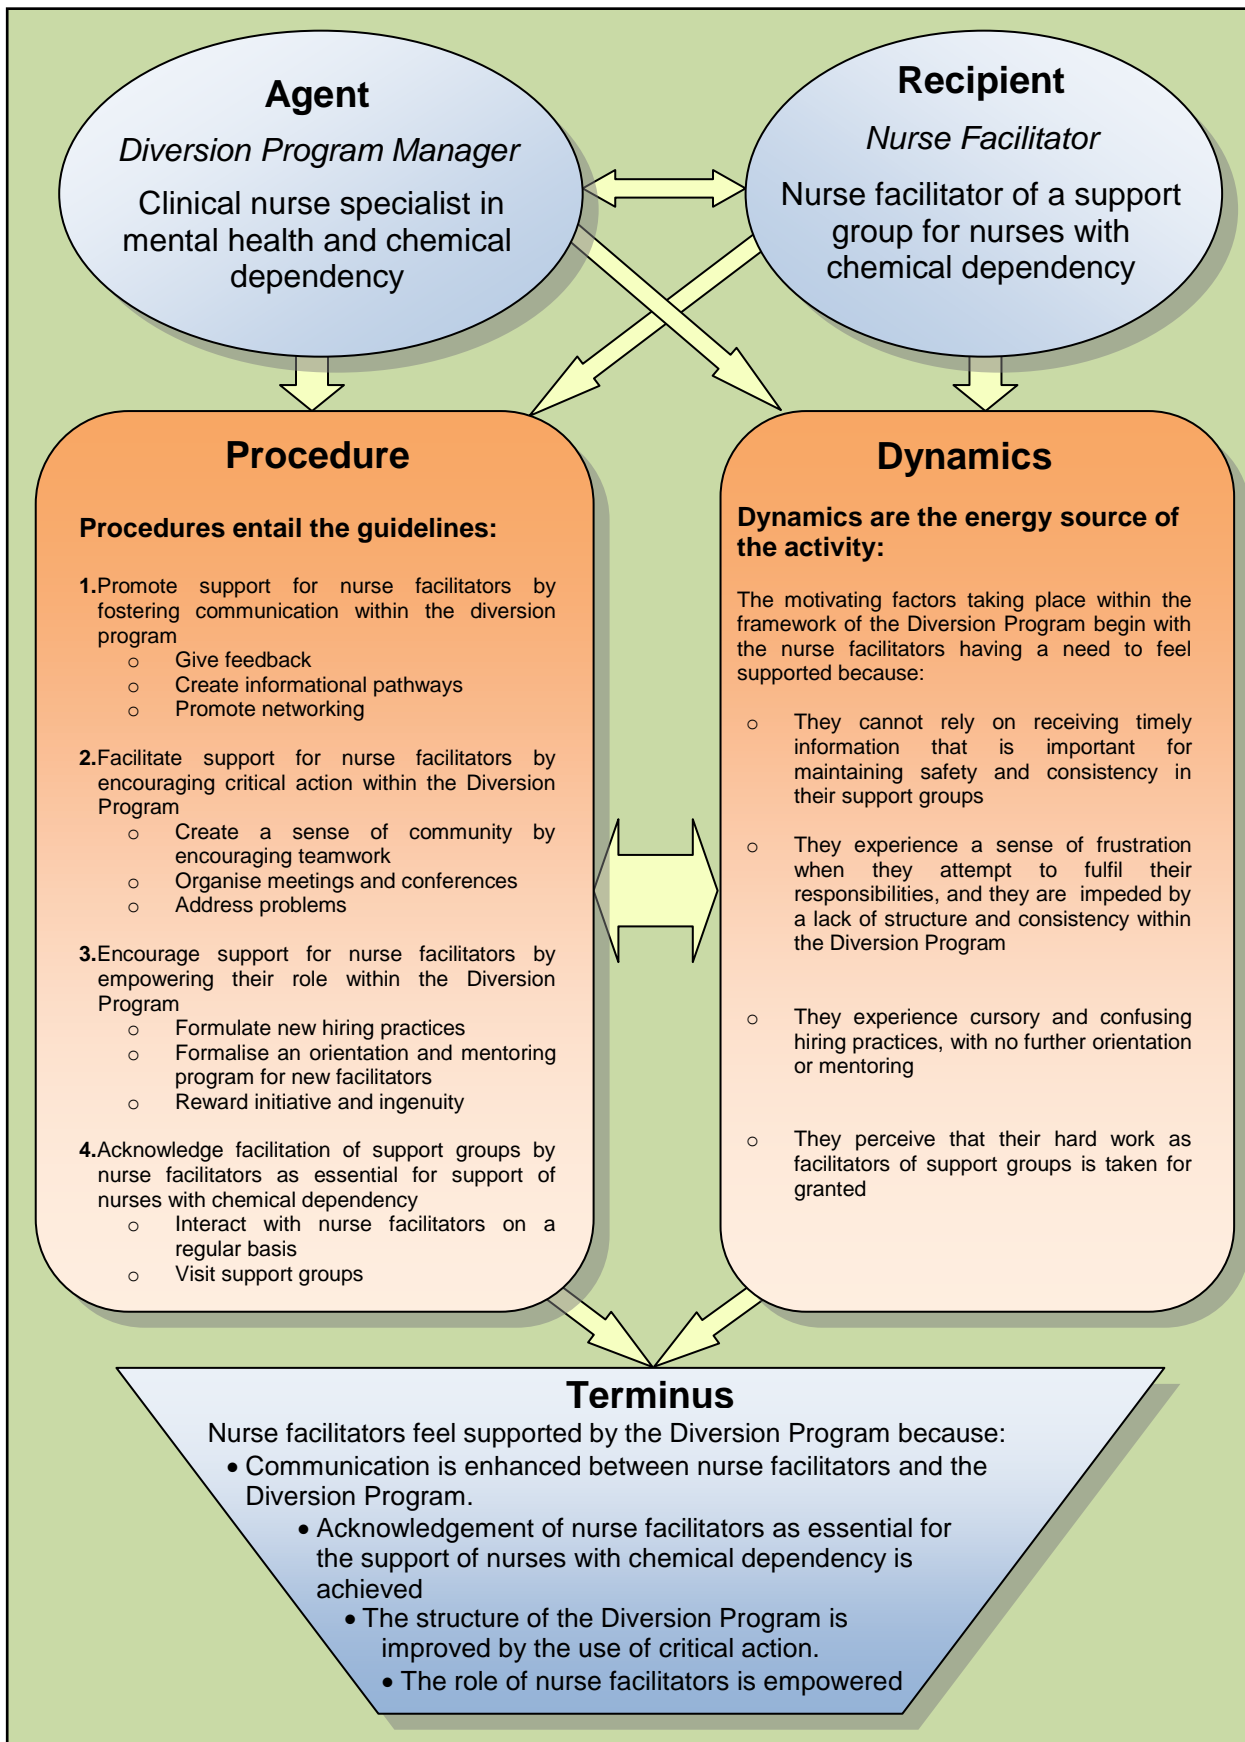 Agent
Diversion Program Manager
Clinical nurse specialist in
mental health and chemical
dependency
Recipient
Nurse Facilitator
Nurse facilitator of a support
group for nurses with
chemical dependency
Procedure
Procedures entail the guidelines:
1.Promote support for nurse facilitators by
fostering communication within the diversion
program
o Give feedback
o Create informational pathways
o Promote networking
2.Facilitate support for nurse facilitators by
encouraging critical action within the Diversion
Program
o Create a sense of community by
encouraging teamwork
o Organise meetings and conferences
o Address problems
3.Encourage support for nurse facilitators by
empowering their role within the Diversion
Program
o Formulate new hiring practices
o Formalise an orientation and mentoring
program for new facilitators
o Reward initiative and ingenuity
4.Acknowledge facilitation of support groups by
nurse facilitators as essential for support of
nurses with chemical dependency
o Interact with nurse facilitators on a
regular basis
o Visit support groups
Dynamics
Dynamics are the energy source of
the activity:
The motivating factors taking place within the
framework of the Diversion Program begin with
the nurse facilitators having a need to feel
supported because:
o They cannot rely on receiving timely
information that is important for
maintaining safety and consistency in
their support groups
o They experience a sense of frustration
when they attempt to fulfil their
responsibilities, and they are impeded by
a lack of structure and consistency within
the Diversion Program
o They experience cursory and confusing
hiring practices, with no further orientation
or mentoring
o They perceive that their hard work as
facilitators of support groups is taken for
granted
Terminus
Nurse facilitators feel supported by the Diversion Program because:
• Communication is enhanced between nurse facilitators and the
Diversion Program.
• Acknowledgement of nurse facilitators as essential for
the support of nurses with chemical dependency is
achieved
• The structure of the Diversion Program is
improved by the use of critical action.
• The role of nurse facilitators is empowered